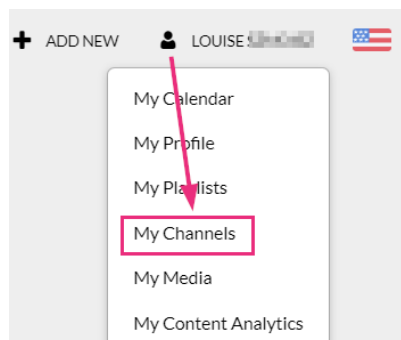 ADD NEW LOUISE
My Calendar
My Profile
My Playlists
My Channels
My Media
My Content Analytics